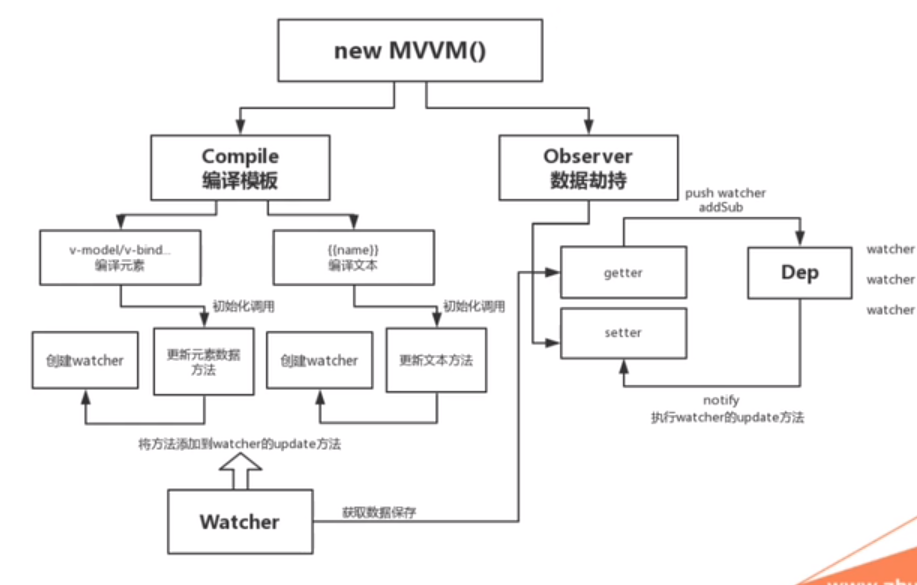 new MVVM()
Compile
编译模板
Observer
数据劫持
push watcher
addSub
v-model/v-bind...
编译元素
{{name}}
编译文本
getter
Dep
watcher
watcher
watcher
初始化调用
初始化调用
setter
创建watcher
更新元素数据
方法
创建watcher
更新文本方法
notify
执行watcher的update方法
将方法添加到watcher的update方法
Watcher
获取数据保存